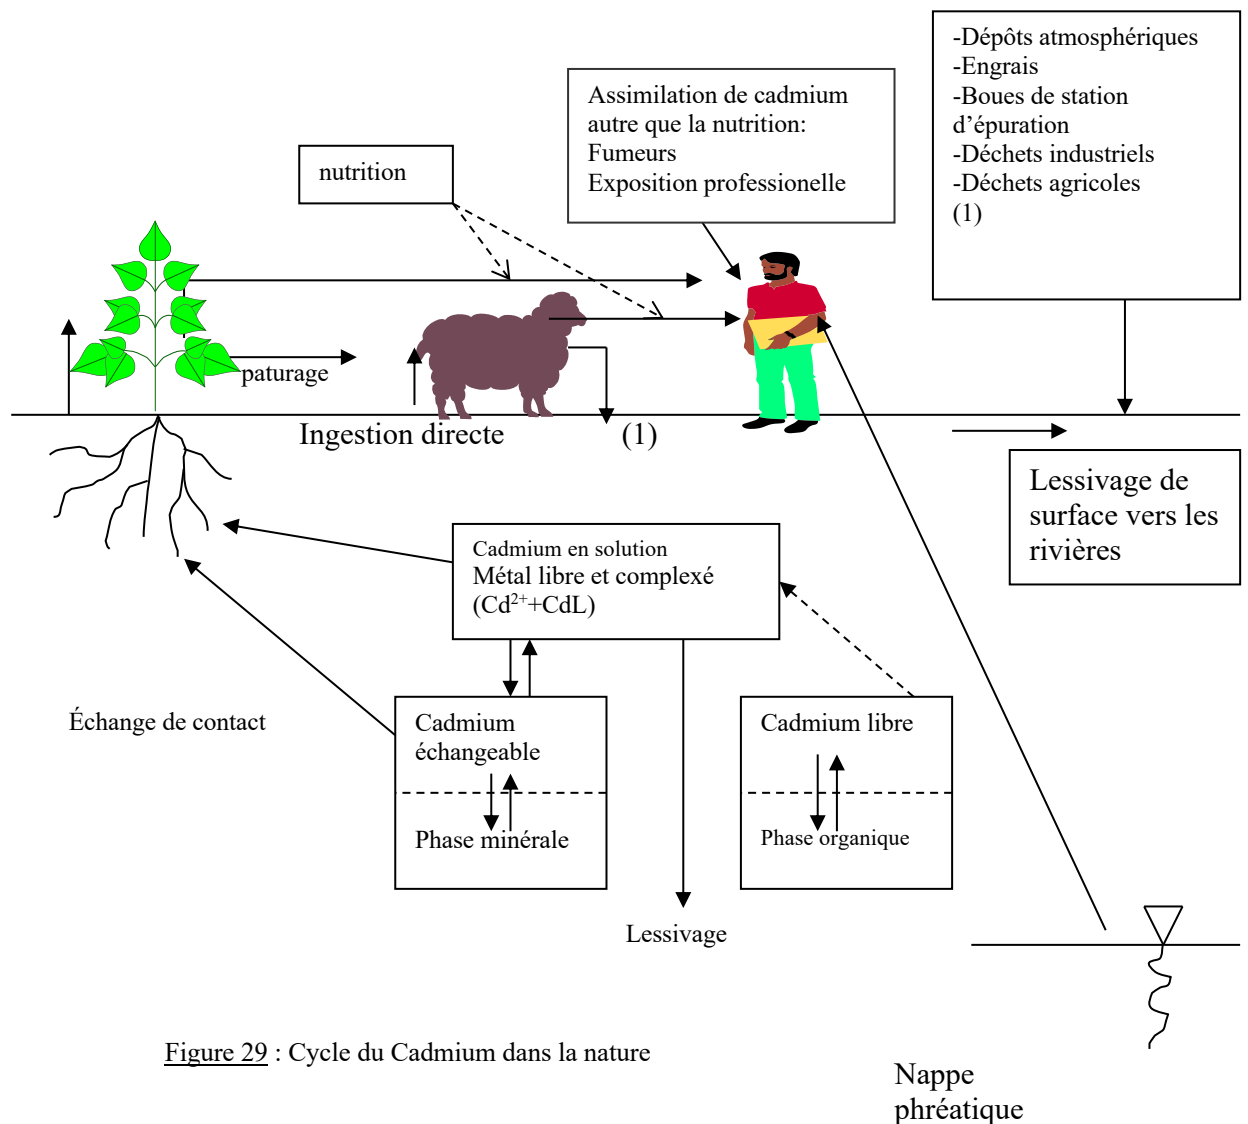 -Dépôts atmosphériques
-Engrais
-Boues de station
d’épuration
-Déchets industriels
-Déchets agricoles
(1)
Assimilation de cadmium
autre que la nutrition:
Fumeurs
Exposition professionelle
nutrition
paturage
Ingestion directe
(1)
Lessivage de
surface vers les
rivières
Cadmium en solution
Métal libre et complexé
(Cd²⁺+CdL)
Échange de contact
Cadmium
échangeable
Phase minérale
Cadmium libre
Phase organique
Lessivage
Figure 29 : Cycle du Cadmium dans la nature
Nappe
phréatique